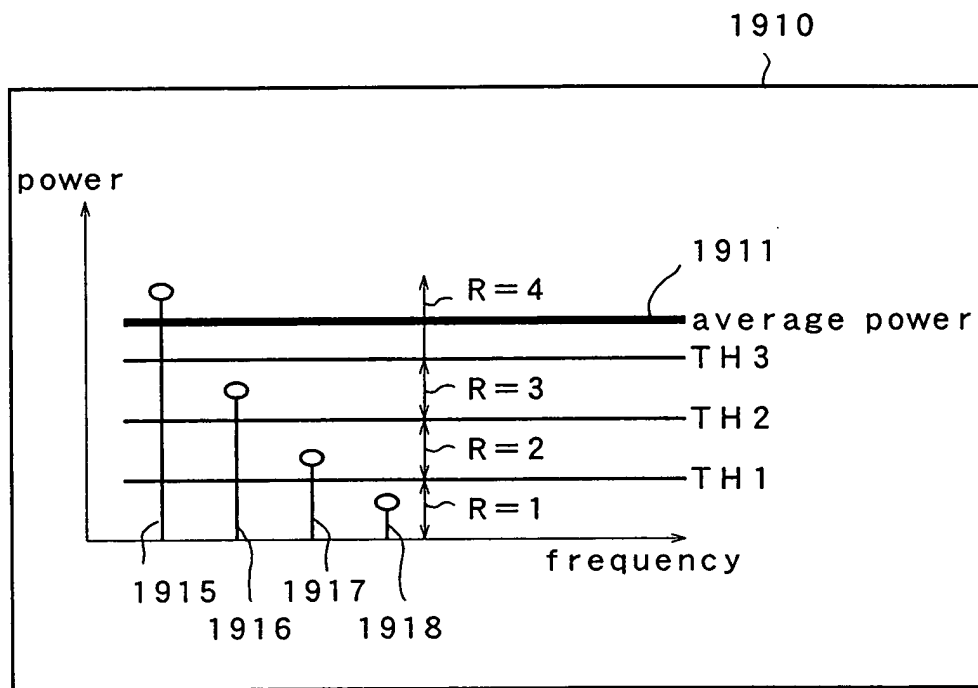 1910
power
1911
R=4
average power
TH3
R=3
TH2
R=2
TH1
R=1
frequency
1915
1916
1917
1918